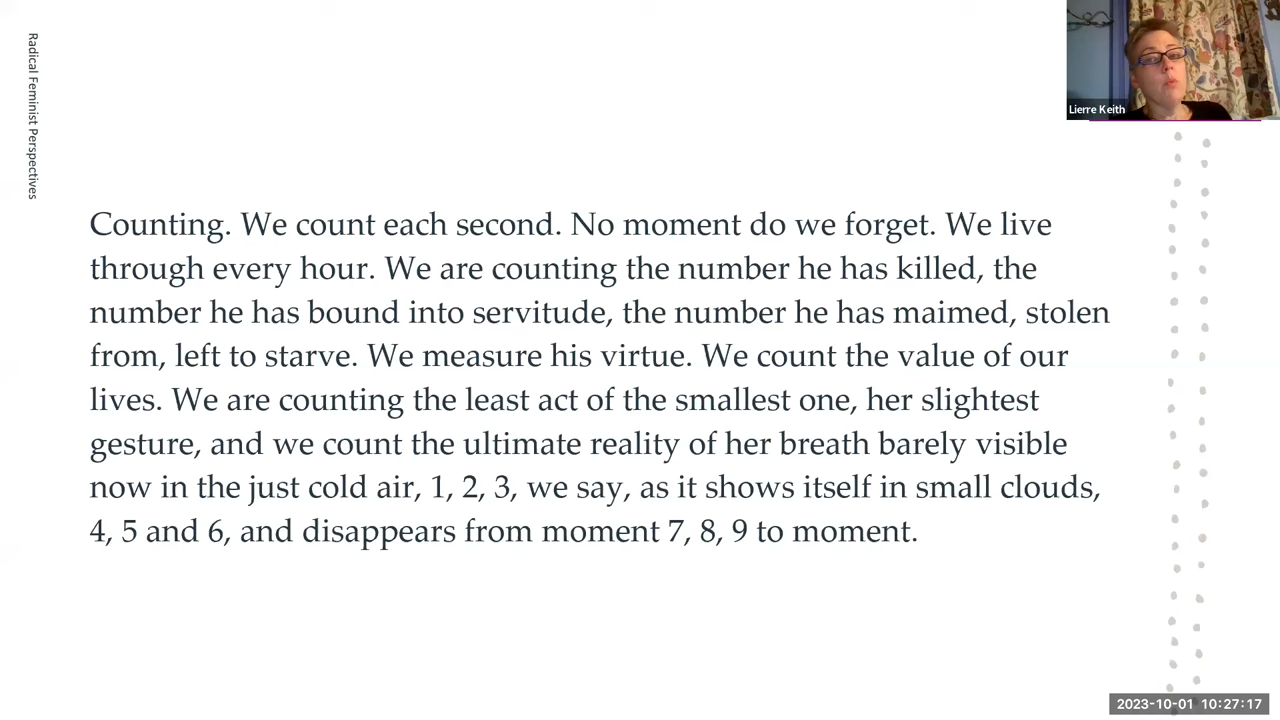 Radical Feminist Perspectives
Lierre Keith
Counting. We count each second. No moment do we forget. We live
through every hour. We are counting the number he has killed, the
number he has bound into servitude, the number he has maimed, stolen
from, left to starve. We measure his virtue. We count the value of our
lives. We are counting the least act of the smallest one, her slightest
gesture, and we count the ultimate reality of her breath barely visible
now in the just cold air, 1, 2, 3, we say, as it shows itself in small clouds,
4, 5 and 6, and disappears from moment 7, 8, 9 to moment.
2023-10-01 10:27:17